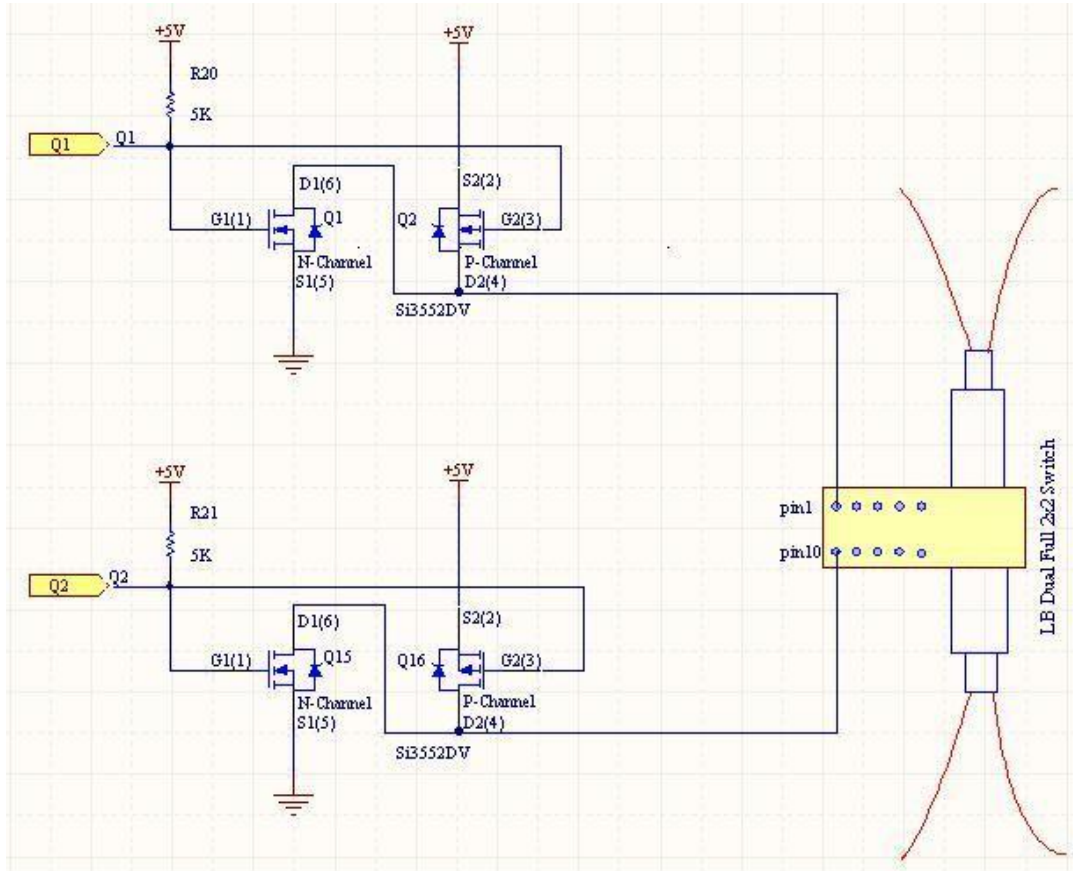 +5V
+5V
R20
5K
Q1
Q1
D1(6)
S2(2)
G1(1)
Q1
Q2
G2(3)
N-Channel
P-Channel
S1(5)
D2(4)
Si3552DV
+5V
+5V
R21
5K
Q2
Q2
D1(6)
S2(2)
G1(1)
Q15
Q16
G2(3)
N-Channel
P-Channel
S1(5)
D2(4)
Si3552DV
pin1
pin10
LB Dual Full 2x2 Switch